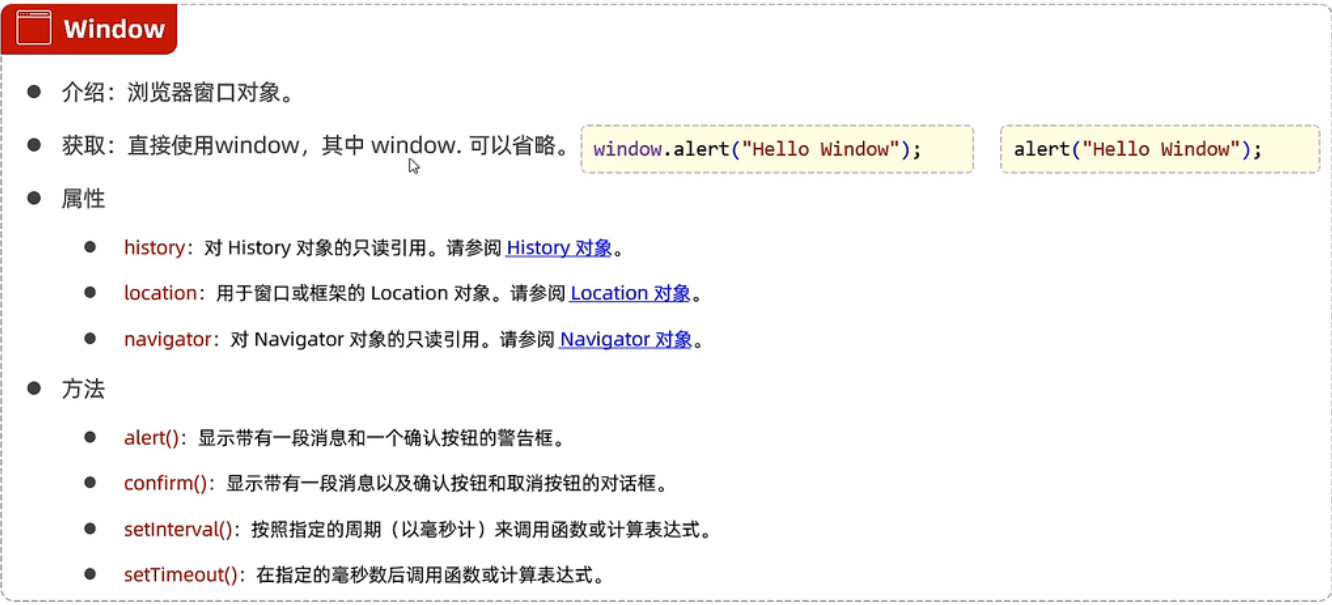 Window
介绍：浏览器窗口对象。
获取：直接使用window，其中 window. 可以省略。 window.alert("Hello Window"); alert("Hello Window");
属性
history：对 History 对象的只读引用。请参阅 History 对象。
location：用于窗口或框架的 Location 对象。请参阅 Location 对象。
navigator：对 Navigator 对象的只读引用。请参阅 Navigator 对象。
方法
alert()：显示带有一段消息和一个确认按钮的警告框。
confirm()：显示带有一段消息以及确认按钮和取消按钮的对话框。
setInterval()：按照指定的周期（以毫秒计）来调用函数或计算表达式。
setTimeout()：在指定的毫秒数后调用函数或计算表达式。